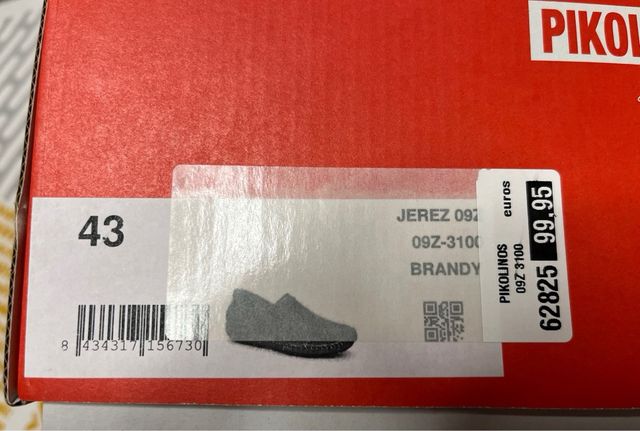 PIKOL
43
JEREZ 09Z
09Z-3100
BRANDY
8 434317 156730
PIKOLINOS
09Z 3100
euros
62825 99.95